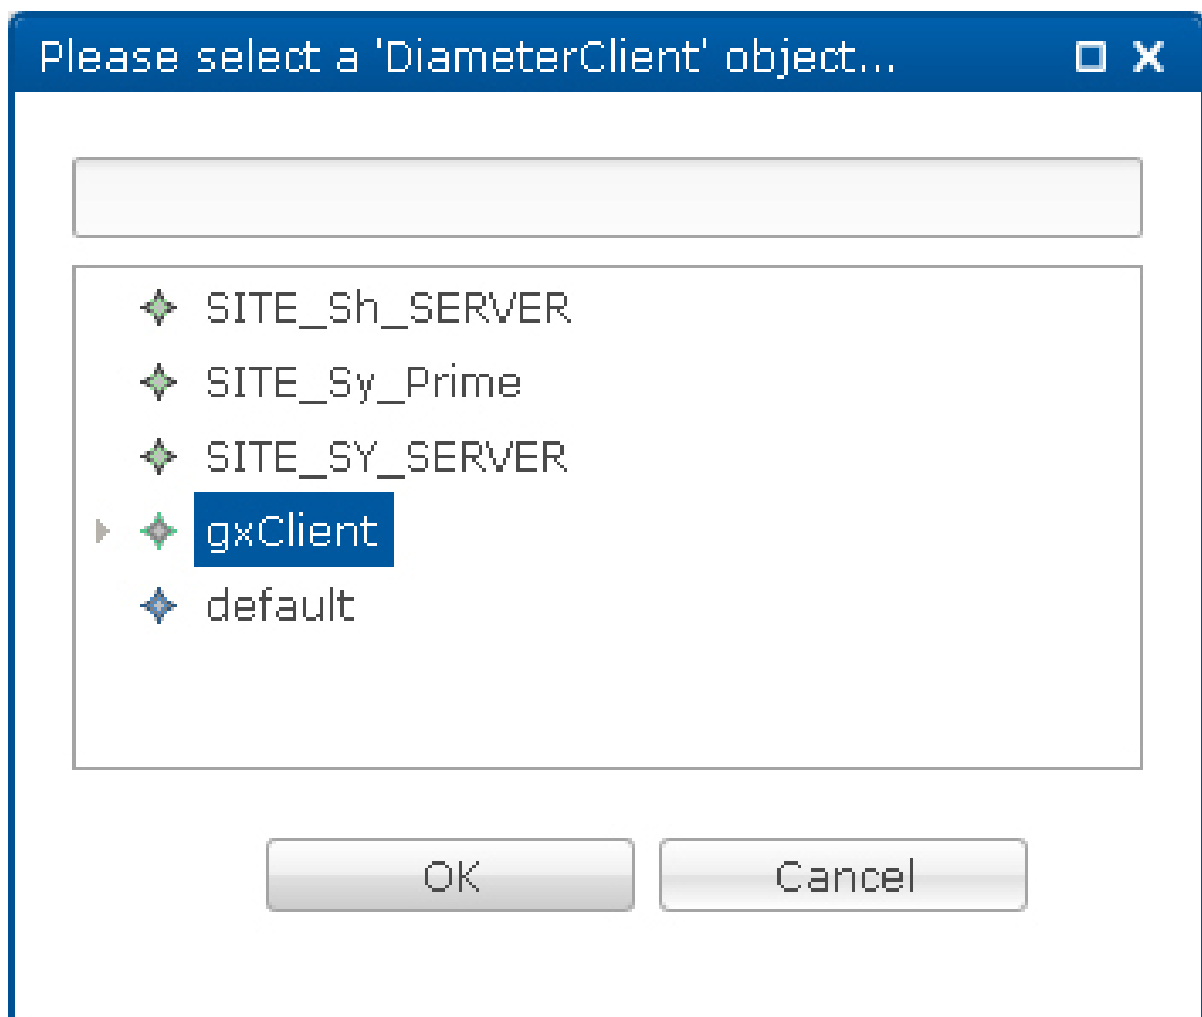 Please select a 'DiameterClient' object...
SITE_Sh_SERVER
SITE_Sy_Prime
SITE_SY_SERVER
gxClient
default
OK
Cancel